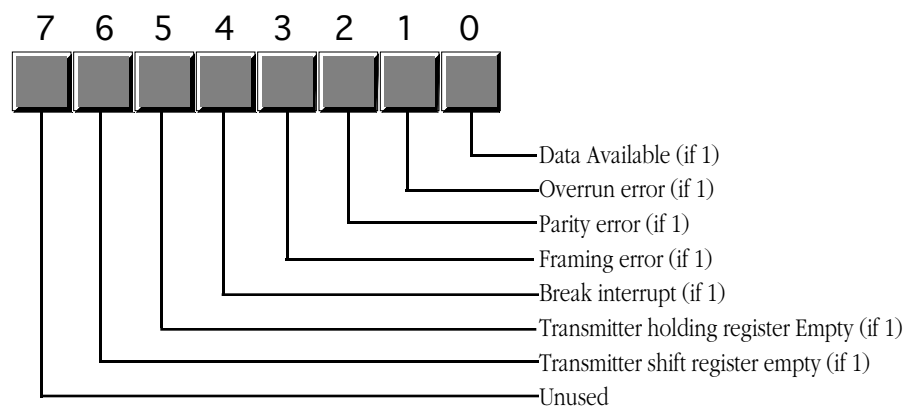 7 6 5 4 3 2 1 0
Data Available (if 1)
Overrun error (if 1)
Parity error (if 1)
Framing error (if 1)
Break interrupt (if 1)
Transmitter holding register Empty (if 1)
Transmitter shift register empty (if 1)
Unused